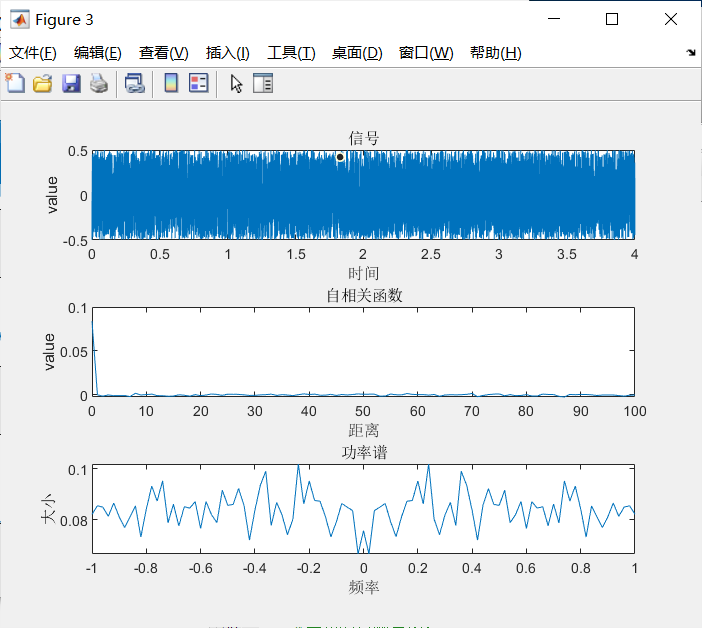 Figure 3
文件(F) 编辑(E) 查看(V) 插入(I) 工具(T) 桌面(D) 窗口(W) 帮助(H)
信号
0.5
0
-0.5
value
0 0.5 1 1.5 2 2.5 3 3.5 4
时间
自相关函数
0.1
0.05
0
value
0 10 20 30 40 50 60 70 80 90 100
距离
功率谱
0.1
0.08
大小
-1 -0.8 -0.6 -0.4 -0.2 0 0.2 0.4 0.6 0.8 1
频率